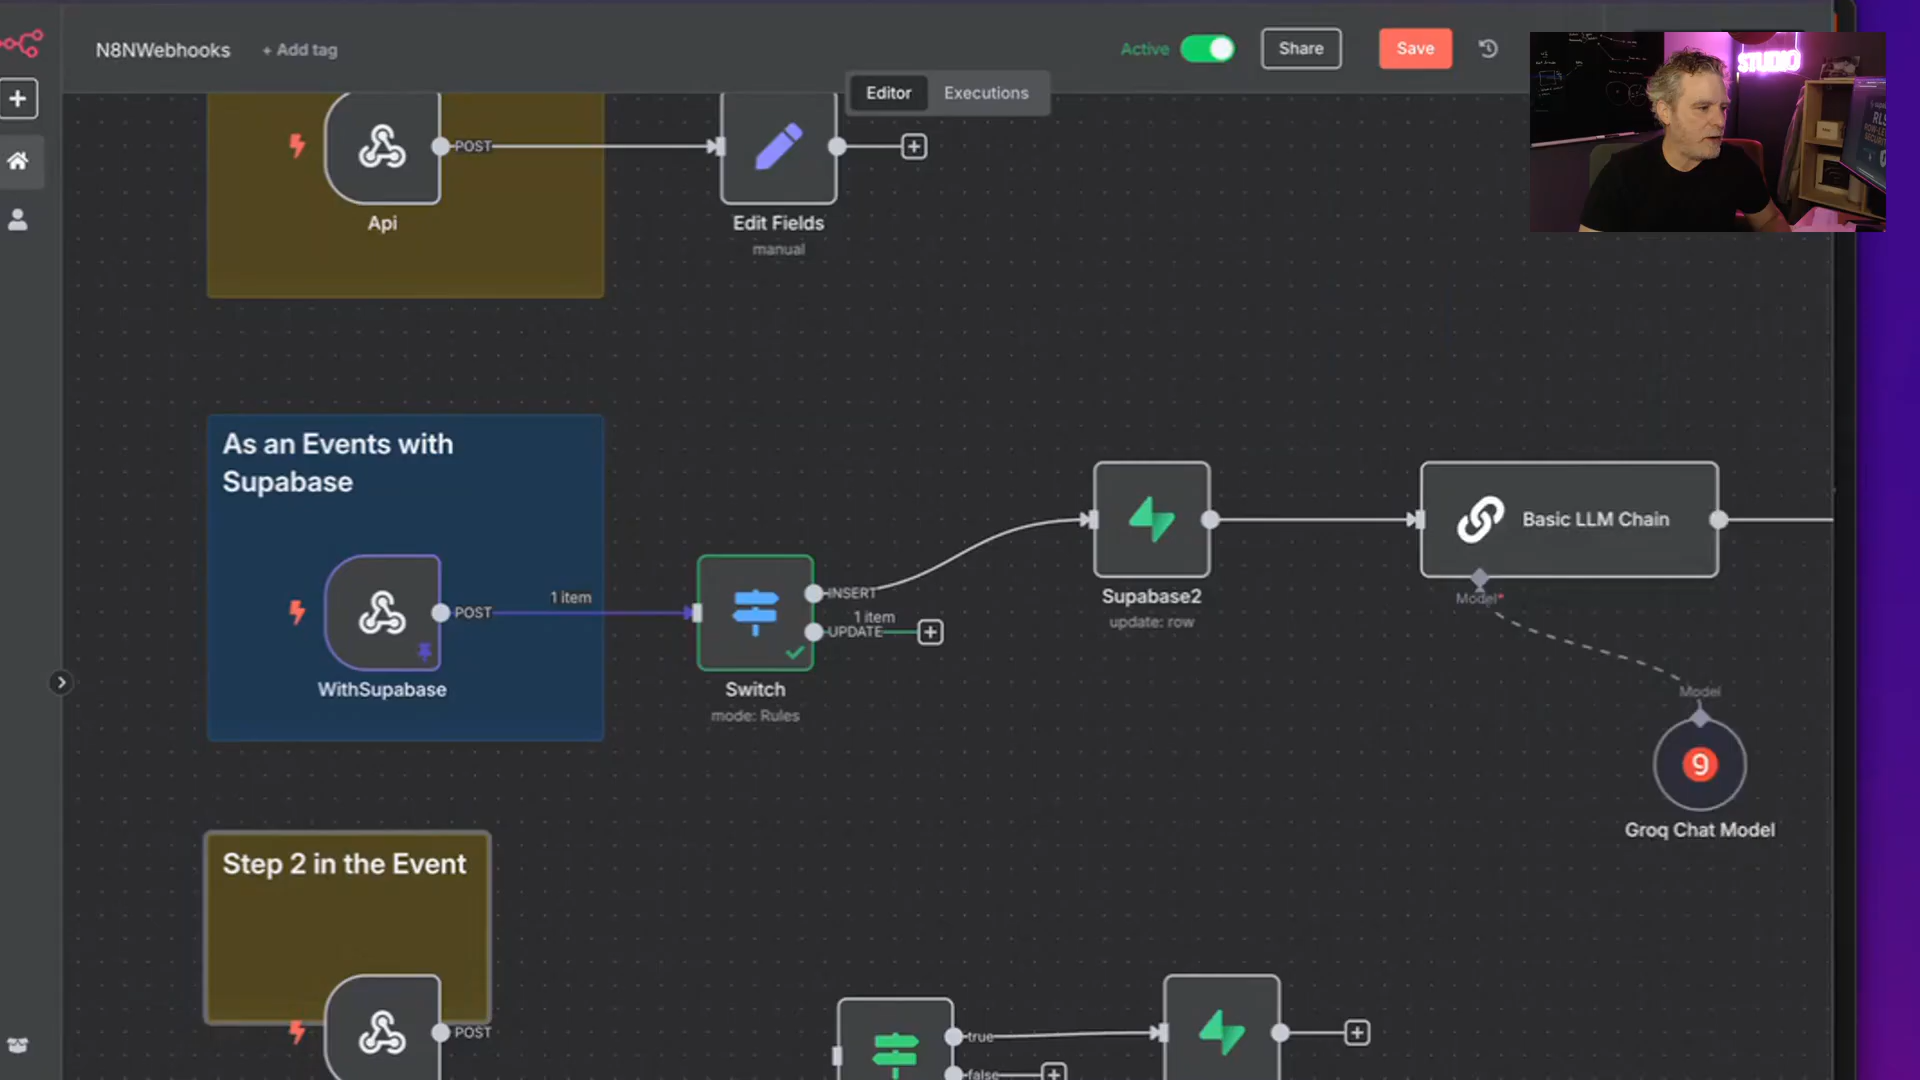 N8NWebhooks
+ Add tag
Active
Share
Save
Editor
Executions
STUDIO
POST
Api
Edit Fields
manual
As an Events with
Supabase
POST
1 item
WithSupabase
INSERT
1 item
UPDATE
Switch
mode: Rules
Supabase2
update: row
Basic LLM Chain
Model*
Model
9
Groq Chat Model
Step 2 in the Event
POST
true
false